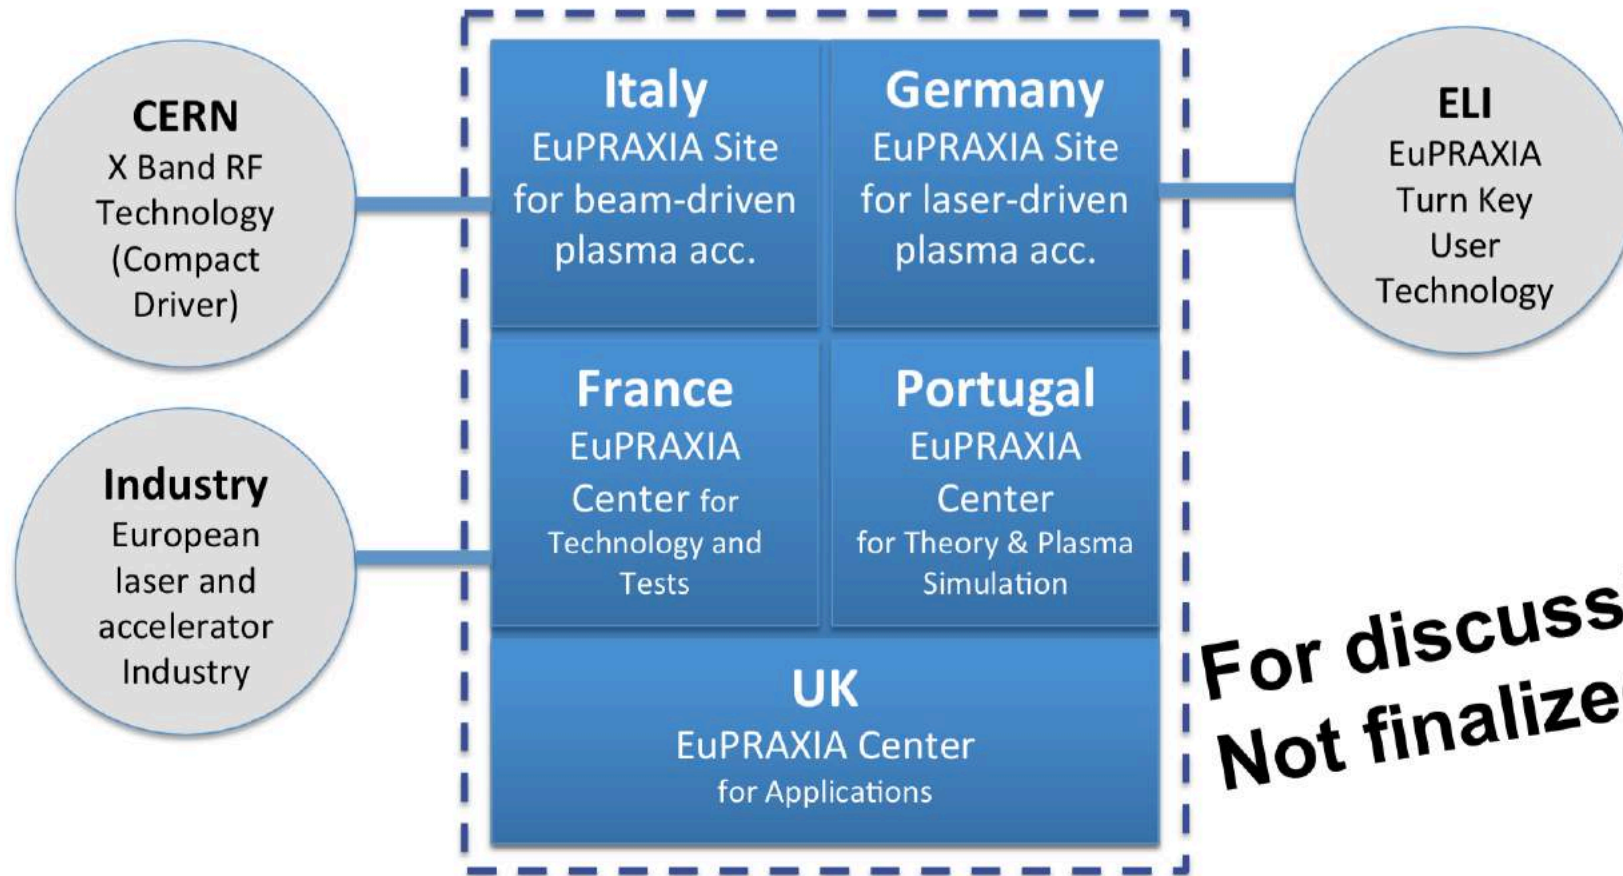 CERN
X Band RF
Technology
(Compact
Driver)
Italy
EuPRAXIA Site
for beam-driven
plasma acc.
Germany
EuPRAXIA Site
for laser-driven
plasma acc.
ELI
EuPRAXIA
Turn Key
User
Technology
Industry
European
laser and
accelerator
Industry
France
EuPRAXIA
Center for
Technology and
Tests
Portugal
EuPRAXIA
Center
for Theory & Plasma
Simulation
UK
EuPRAXIA Center
for Applications
For
Not